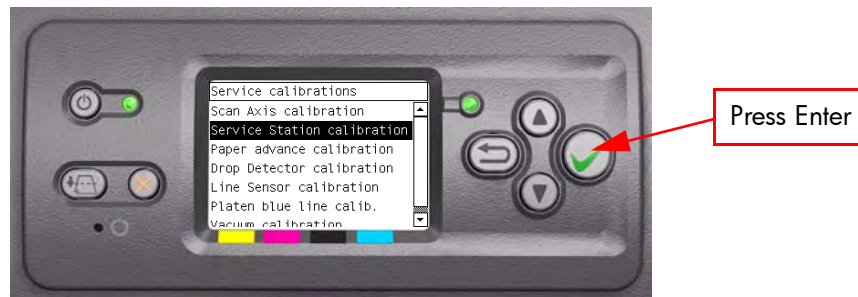 Service calibrations
Scan Axis calibration
Service Station calibration
Paper advance calibration
Drop Detector calibration
Line Sensor calibration
Platen blue line calib.
Vacuum calibration
Press Enter